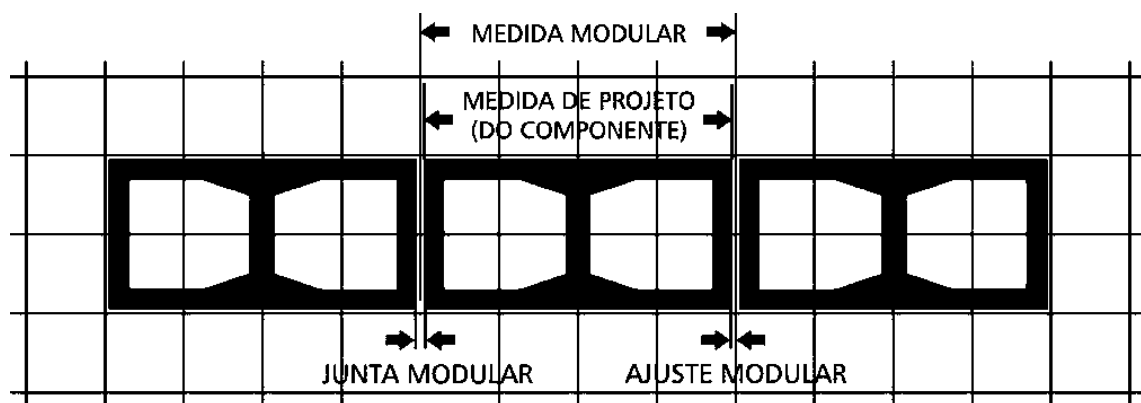 MEDIDA MODULAR
MEDIDA DE PROJETO
(DO COMPONENTE)
JUNTA MODULAR
AJUSTE MODULAR